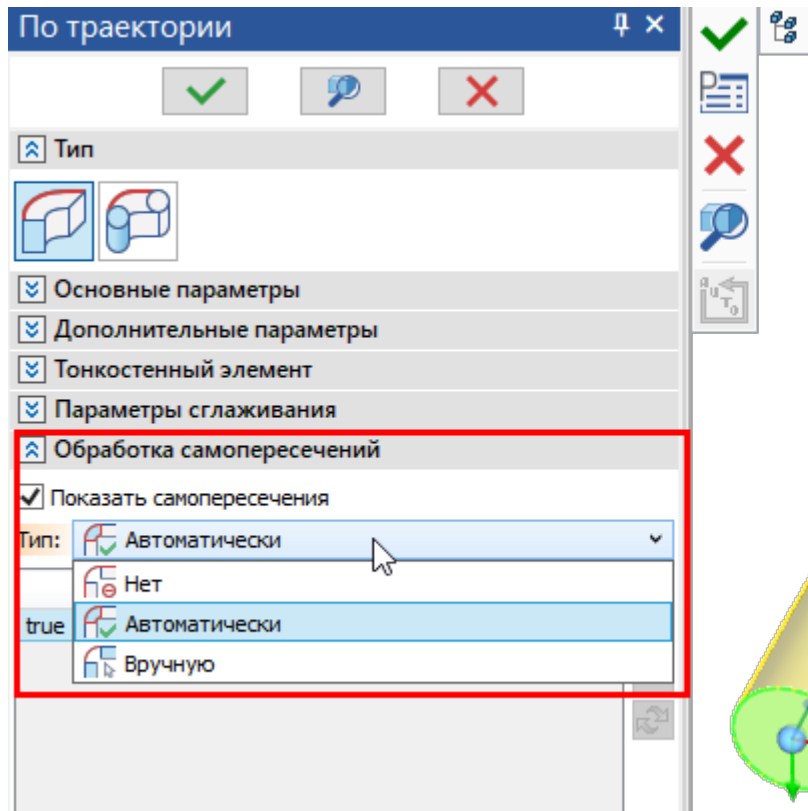 По траектории
Тип
Основные параметры
Дополнительные параметры
Тонкостенный элемент
Параметры сглаживания
Обработка самопересечений
Показать самопересечения
Тип: Автоматически
Нет
true Автоматически
Вручную